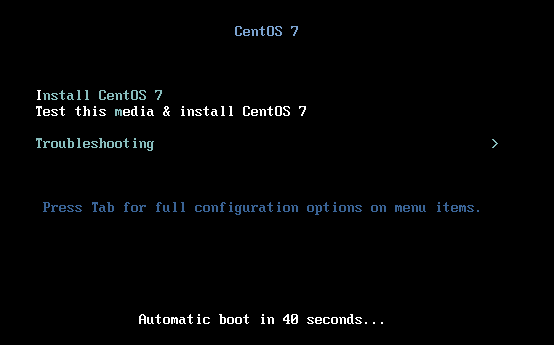 CentOS 7
Install CentOS 7
Test this media & install CentOS 7
Troubleshooting >
Press Tab for full configuration options on menu items.
Automatic boot in 40 seconds...